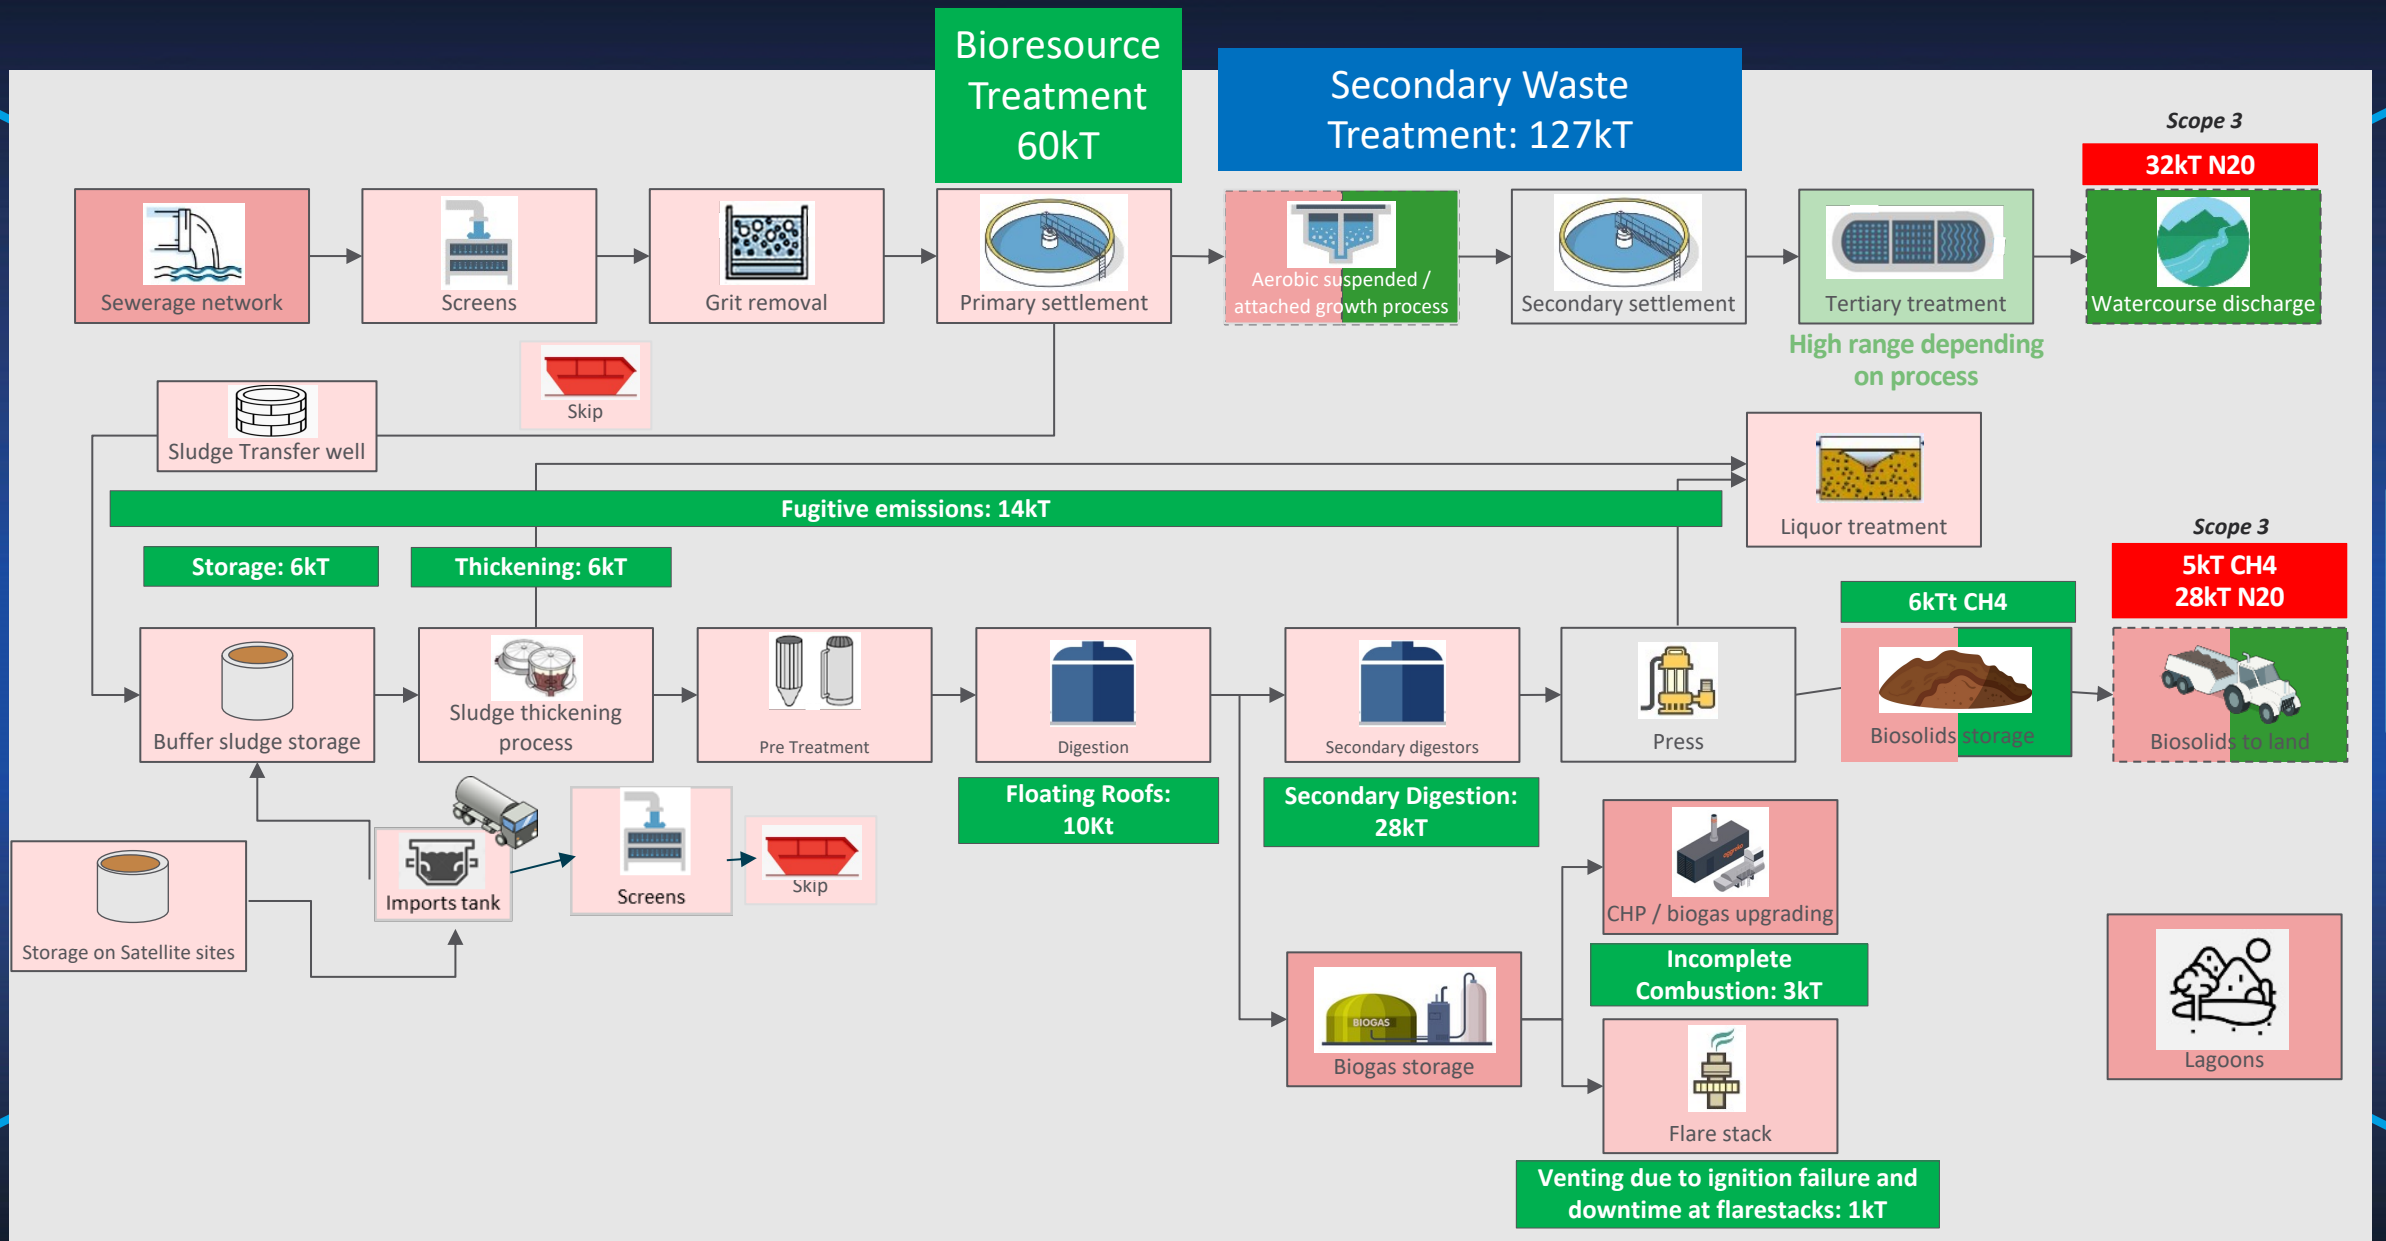 Bioresource
Treatment
60kT
Secondary Waste
Treatment: 127kT
Scope 3
32kT N20
Sewerage network
Screens
Grit removal
Primary settlement
Aerobic suspended /
attached growth process
Secondary settlement
Tertiary treatment
Watercourse discharge
High range depending
on process
Skip
Sludge Transfer well
Liquor treatment
Fugitive emissions: 14kT
Storage: 6kT
Thickening: 6kT
Scope 3
5kT CH4
28kT N20
6kTt CH4
Buffer sludge storage
Sludge thickening
process
Pre Treatment
Digestion
Secondary digestors
Press
Biosolids storage
Biosolids to land
Floating Roofs:
10Kt
Secondary Digestion:
28kT
Storage on Satellite sites
Imports tank
Screens
Skip
aggreko
CHP / biogas upgrading
Incomplete
Combustion: 3kT
BIOGAS
Biogas storage
Flare stack
Lagoons
Venting due to ignition failure and
downtime at flarestacks: 1kT